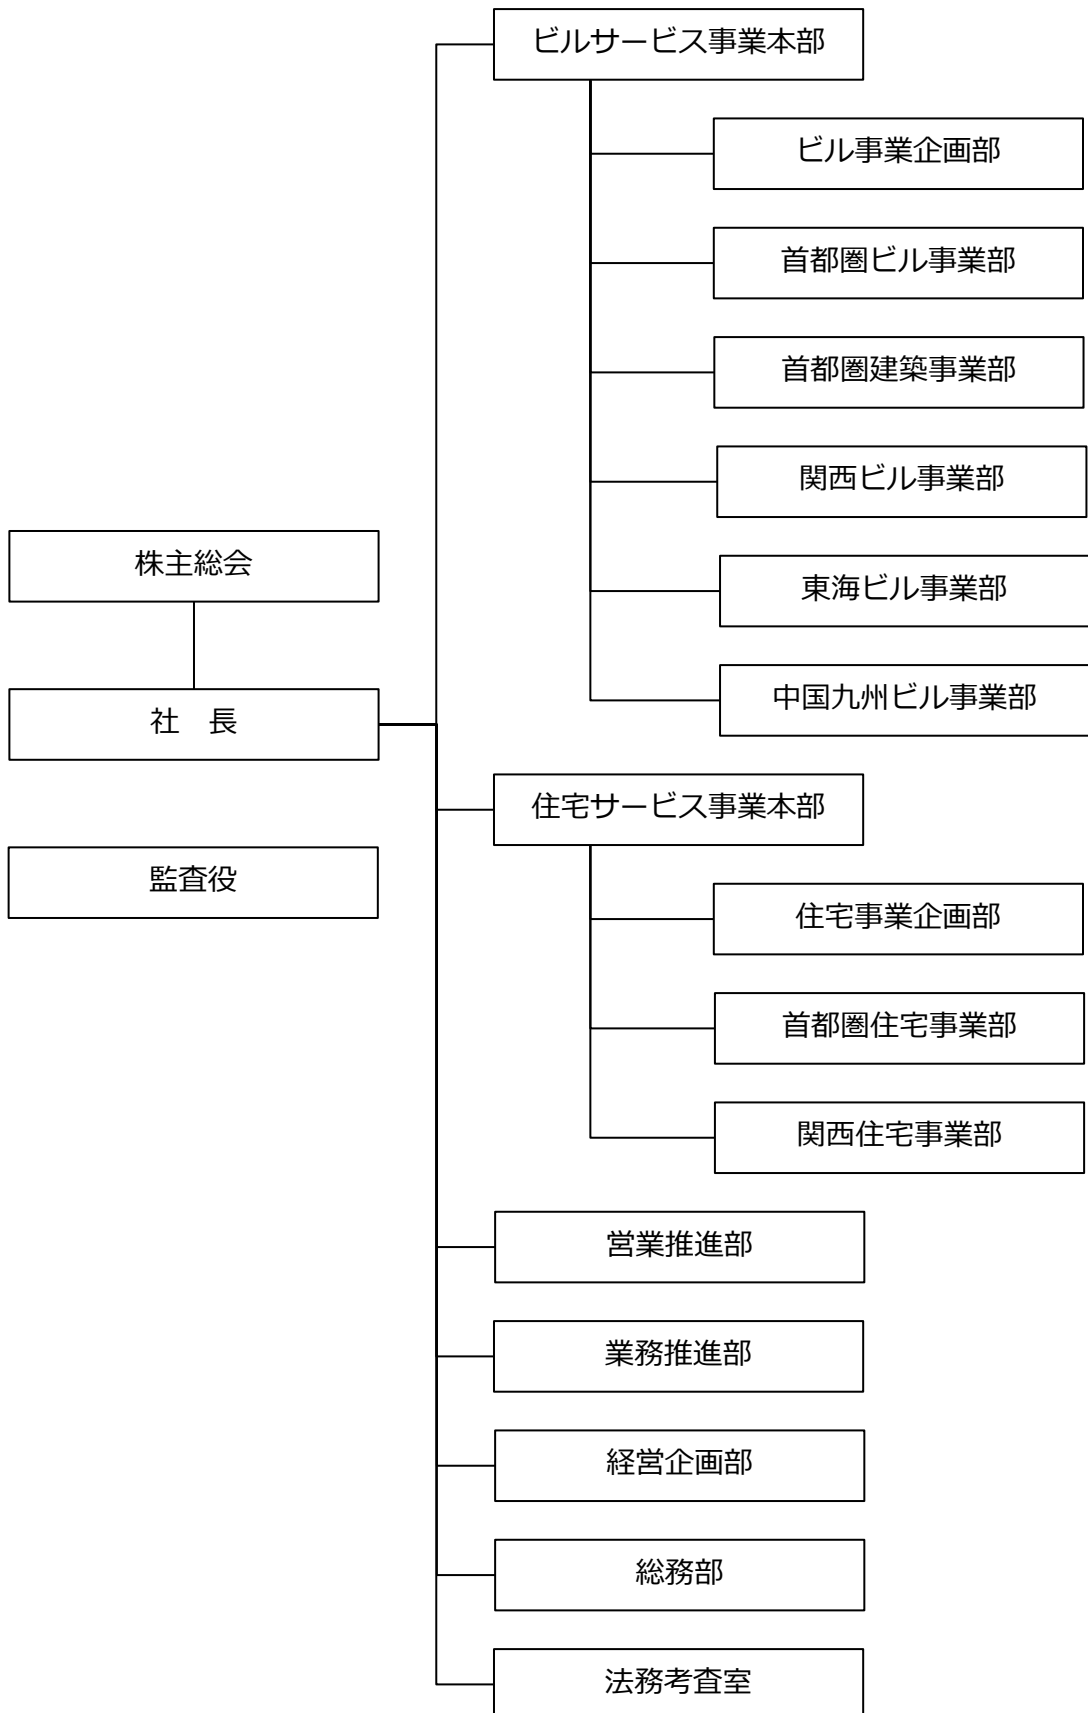 株主総会
社　長
監査役
ビルサービス事業本部
ビル事業企画部
首都圏ビル事業部
首都圏建築事業部
関西ビル事業部
東海ビル事業部
中国九州ビル事業部
住宅サービス事業本部
住宅事業企画部
首都圏住宅事業部
関西住宅事業部
営業推進部
業務推進部
経営企画部
総務部
法務考査室